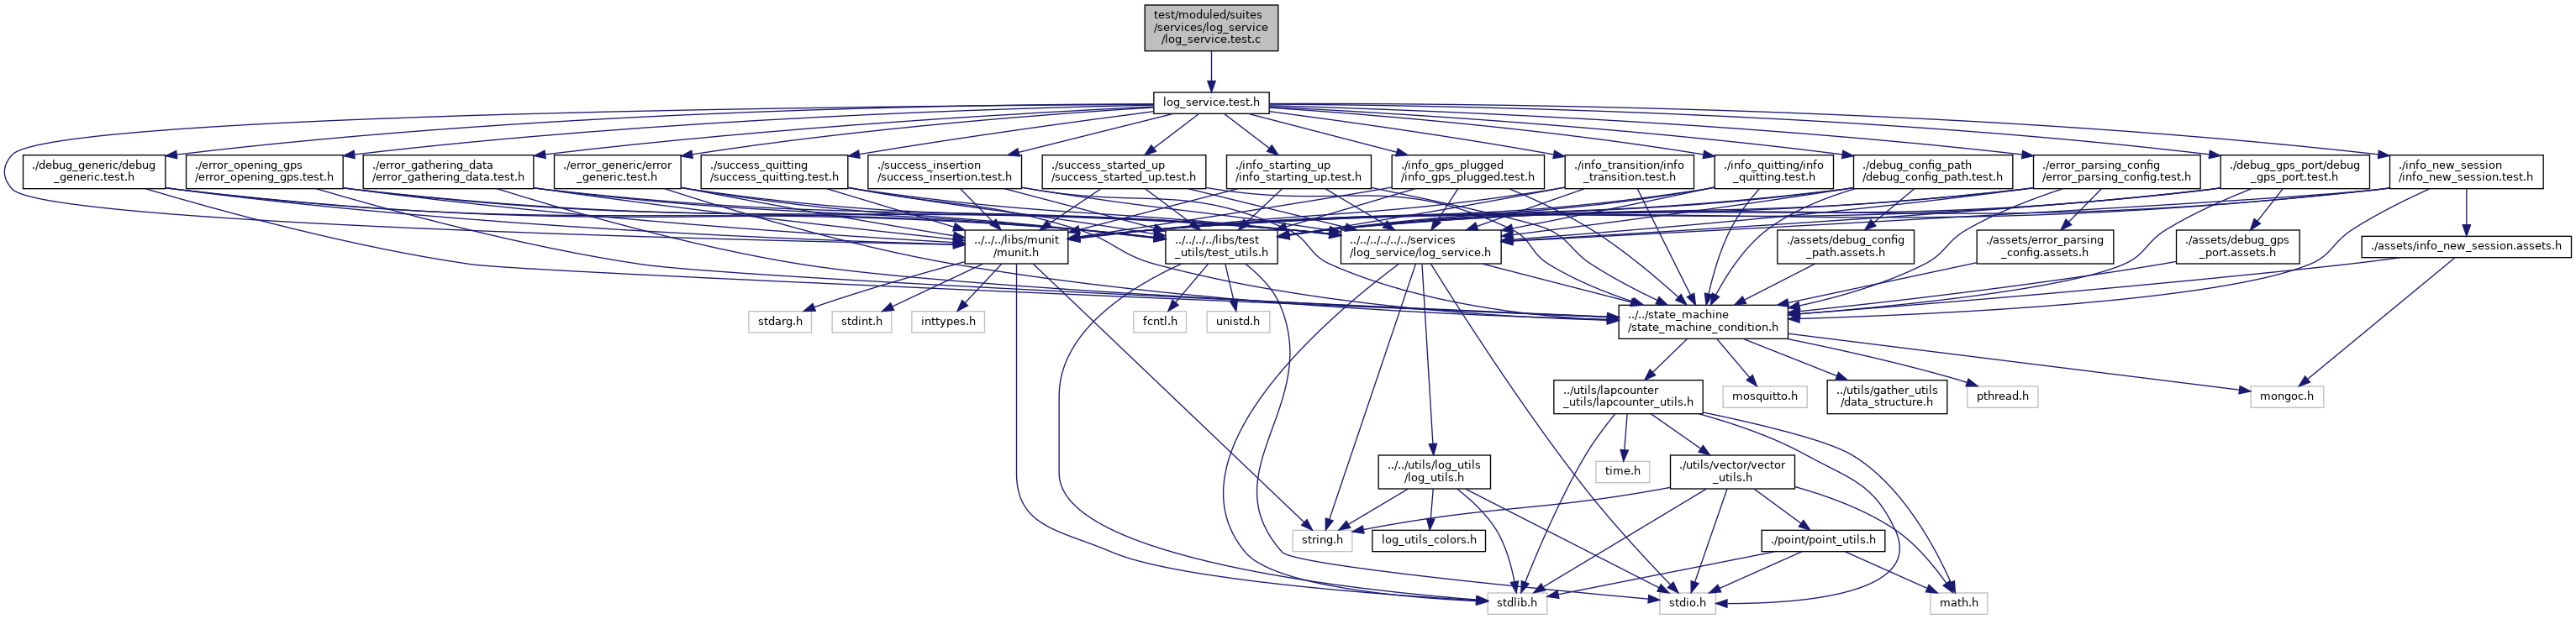 test/moduled/suites
/services/log_service
/log_service.test.c
log_service.test.h
./debug_generic/debug
_generic.test.h
./error_opening_gps
/error_opening_gps.test.h
./error_gathering_data
/error_gathering_data.test.h
./error_generic/error
_generic.test.h
./success_quitting
/success_quitting.test.h
./success_insertion
/success_insertion.test.h
./success_started_up
/success_started_up.test.h
./info_starting_up
/info_starting_up.test.h
./info_gps_plugged
/info_gps_plugged.test.h
./info_transition/info
_transition.test.h
./info_quitting/info
_quitting.test.h
./debug_config_path
/debug_config_path.test.h
./error_parsing_config
/error_parsing_config.test.h
./debug_gps_port/debug
_gps_port.test.h
./info_new_session
/info_new_session.test.h
../../../libs/munit
/munit.h
../../../../libs/test
_utils/test_utils.h
../../../../../../services
/log_service/log_service.h
./assets/debug_config
_path.assets.h
./assets/error_parsing
_config.assets.h
./assets/debug_gps
_port.assets.h
./assets/info_new_session.assets.h
stdarg.h
stdint.h
inttypes.h
fcntl.h
unistd.h
../../state_machine
/state_machine_condition.h
../utils/lapcounter
_utils/lapcounter_utils.h
mosquitto.h
../utils/gather_utils
/data_structure.h
pthread.h
mongoc.h
../../utils/log_utils
/log_utils.h
time.h
./utils/vector/vector
_utils.h
string.h
log_utils_colors.h
./point/point_utils.h
stdlib.h
stdio.h
math.h